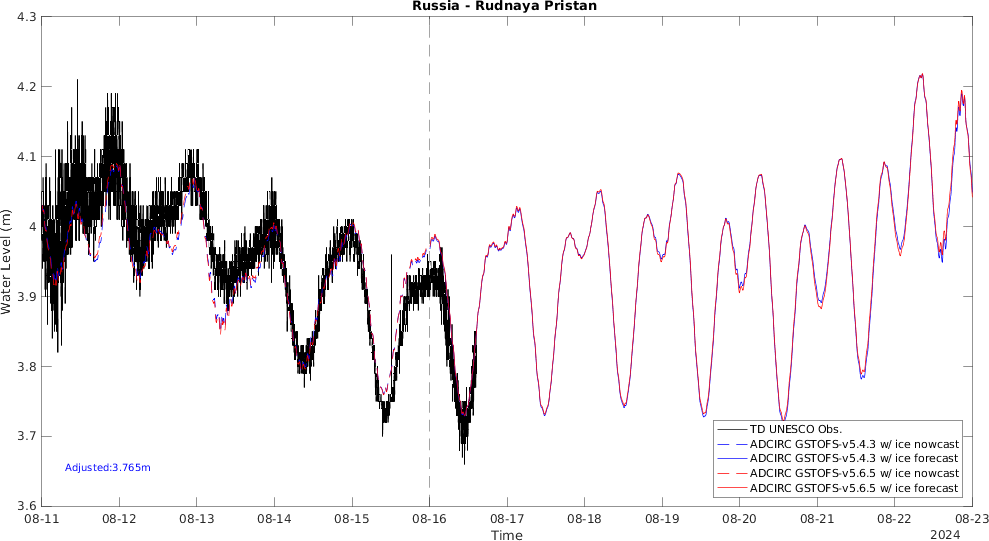 Russia - Rudnaya Pristan
4.3
4.2
4.1
4
3.9
3.8
3.7
3.6
Water Level (m)
Adjusted:3.765m
TD UNESCO Obs.
ADCIRC GSTOFS-v5.4.3 w/ ice nowcast
ADCIRC GSTOFS-v5.4.3 w/ ice forecast
ADCIRC GSTOFS-v5.6.5 w/ ice nowcast
ADCIRC GSTOFS-v5.6.5 w/ ice forecast
08-11 08-12 08-13 08-14 08-15 08-16 08-17 08-18 08-19 08-20 08-21 08-22 08-23
Time
2024